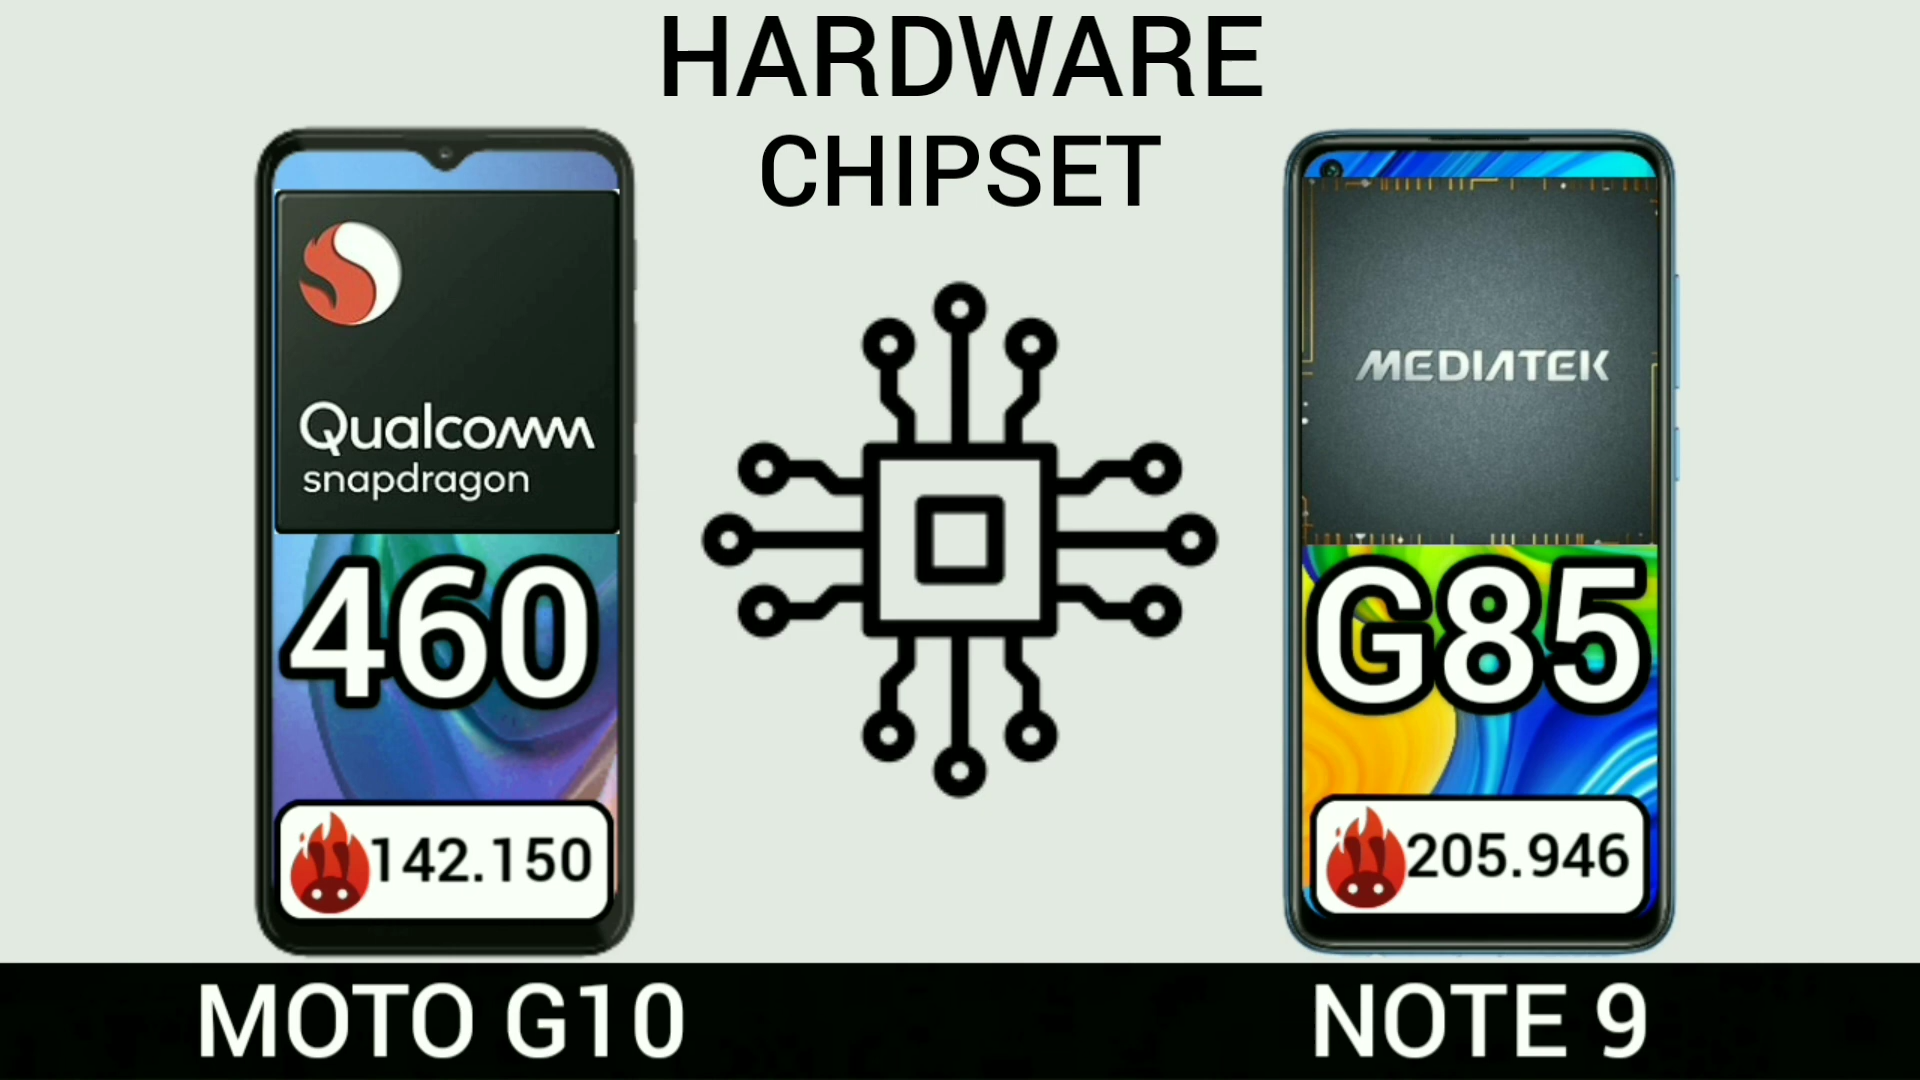 HARDWARE
CHIPSET
Qualcomm
snapdragon
460
142.150
MEDIATEK
G85
205.946
MOTO G10
NOTE 9